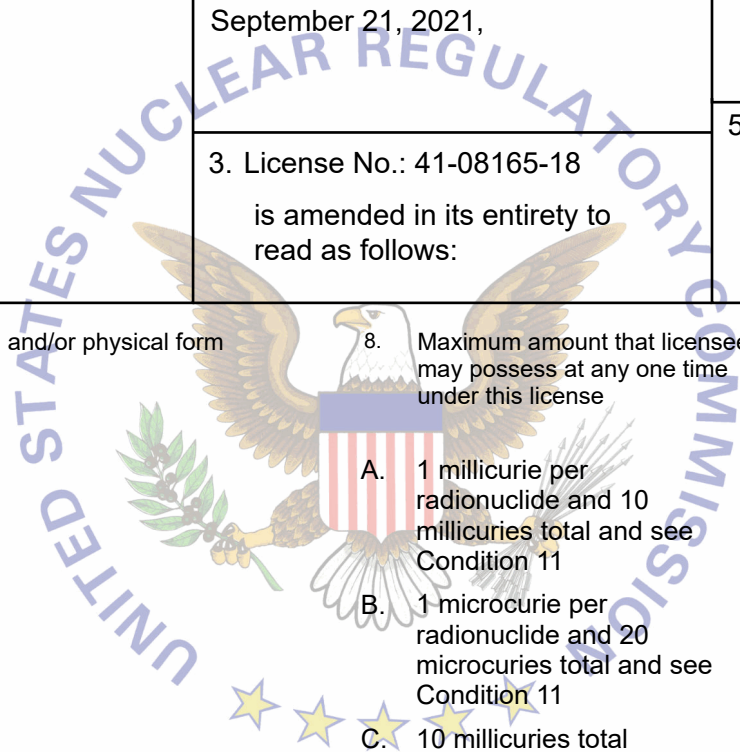 September 21, 2021,
5
3. License No.: 41-08165-18
is amended in its entirety to
read as follows:
and/or physical form
8. Maximum amount that licensee
may possess at any one time
under this license
A. 1 millicurie per
radionuclide and 10
millicuries total and see
Condition 11
B. 1 microcurie per
radionuclide and 20
microcuries total and see
Condition 11
C. 10 millicuries total
UNITED STATES NUCLEAR REGULATORY COMMISSION